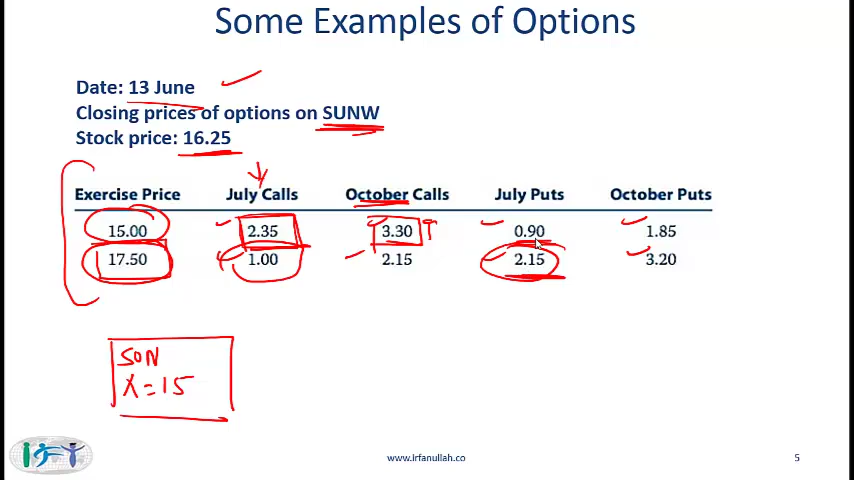 Some Examples of Options
Date: 13 June
Closing prices of options on SUNW
Stock price: 16.25
Exercise Price July Calls October Calls July Puts October Puts
15.00 2.35 3.30 0.90 1.85
17.50 1.00 2.15 2.15 3.20
SUN
X=15
www.irfanullah.co 5